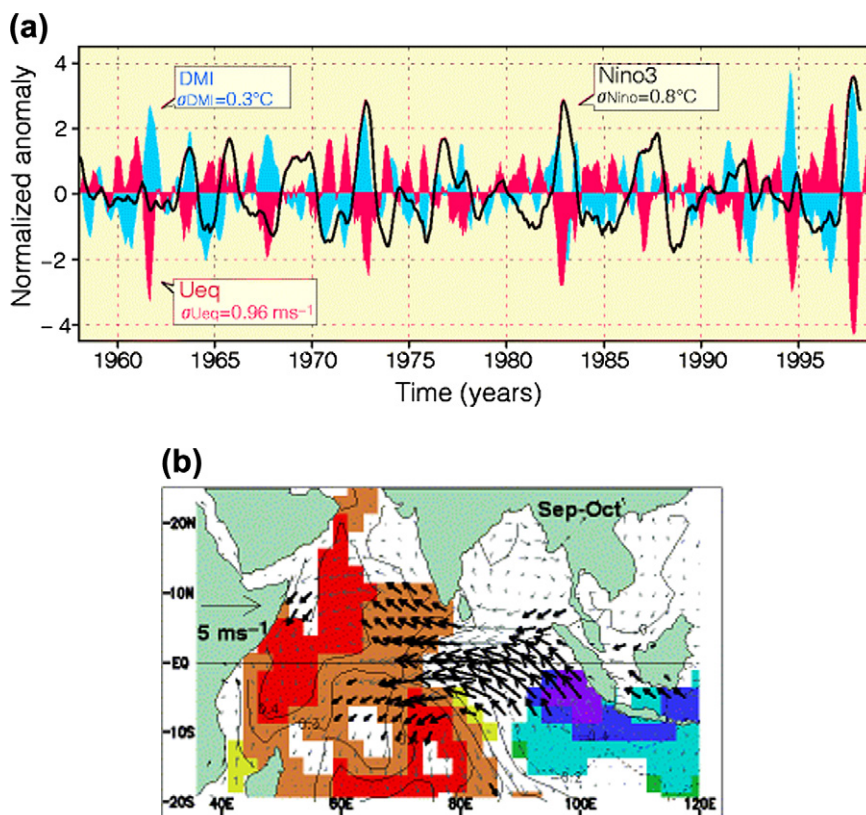 (a)
4
2
0
−2
−4
Normalized anomaly
DMI
σDMI=0.3°C
Nino3
σNino=0.8°C
Ueq
σUeq=0.96 ms⁻¹
1960 1965 1970 1975 1980 1985 1990 1995
Time (years)
(b)
Sep-Oct
-20N
-10N
5 ms⁻¹
-EQ
-10S
-20S
40E 60E 80E 100E 120E